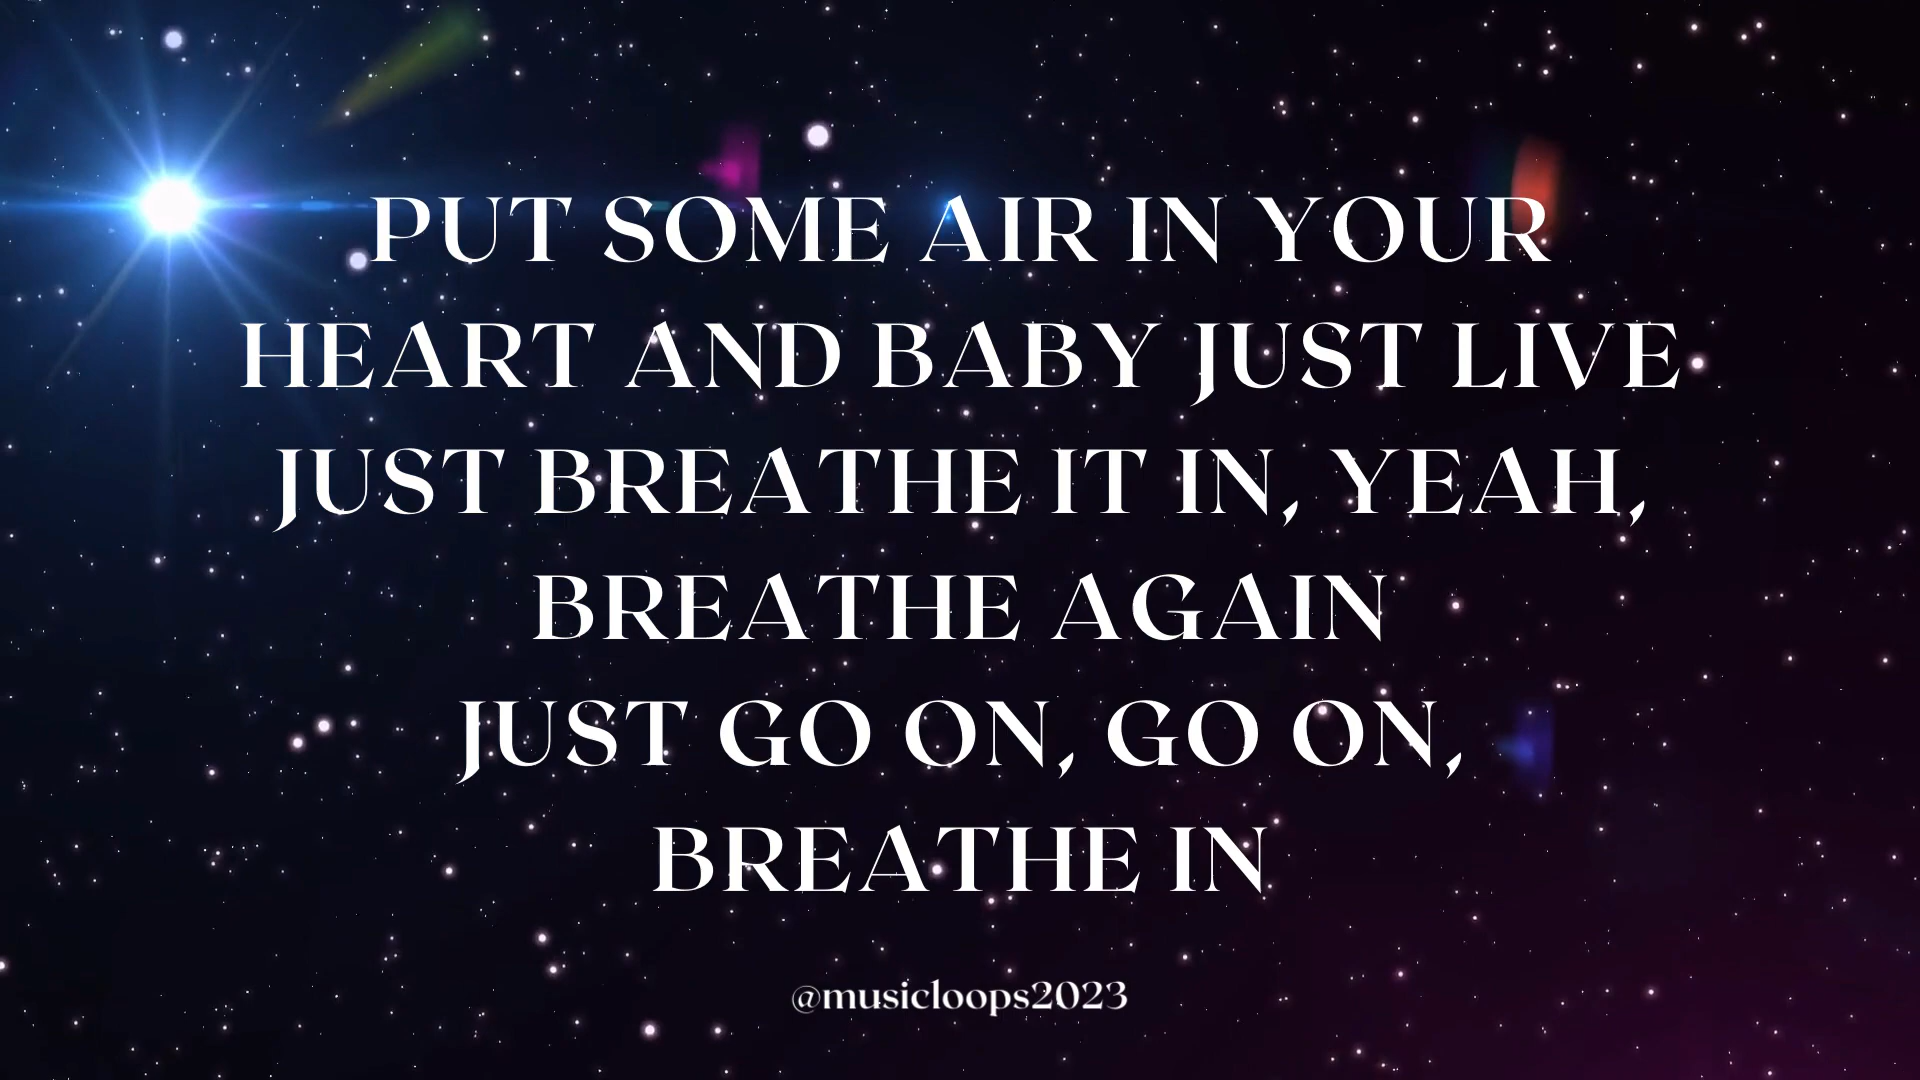 PUT SOME AIR IN YOUR
HEART AND BABY JUST LIVE
JUST BREATHE IT IN, YEAH,
BREATHE AGAIN
JUST GO ON, GO ON,
BREATHE IN
@musicloops2023